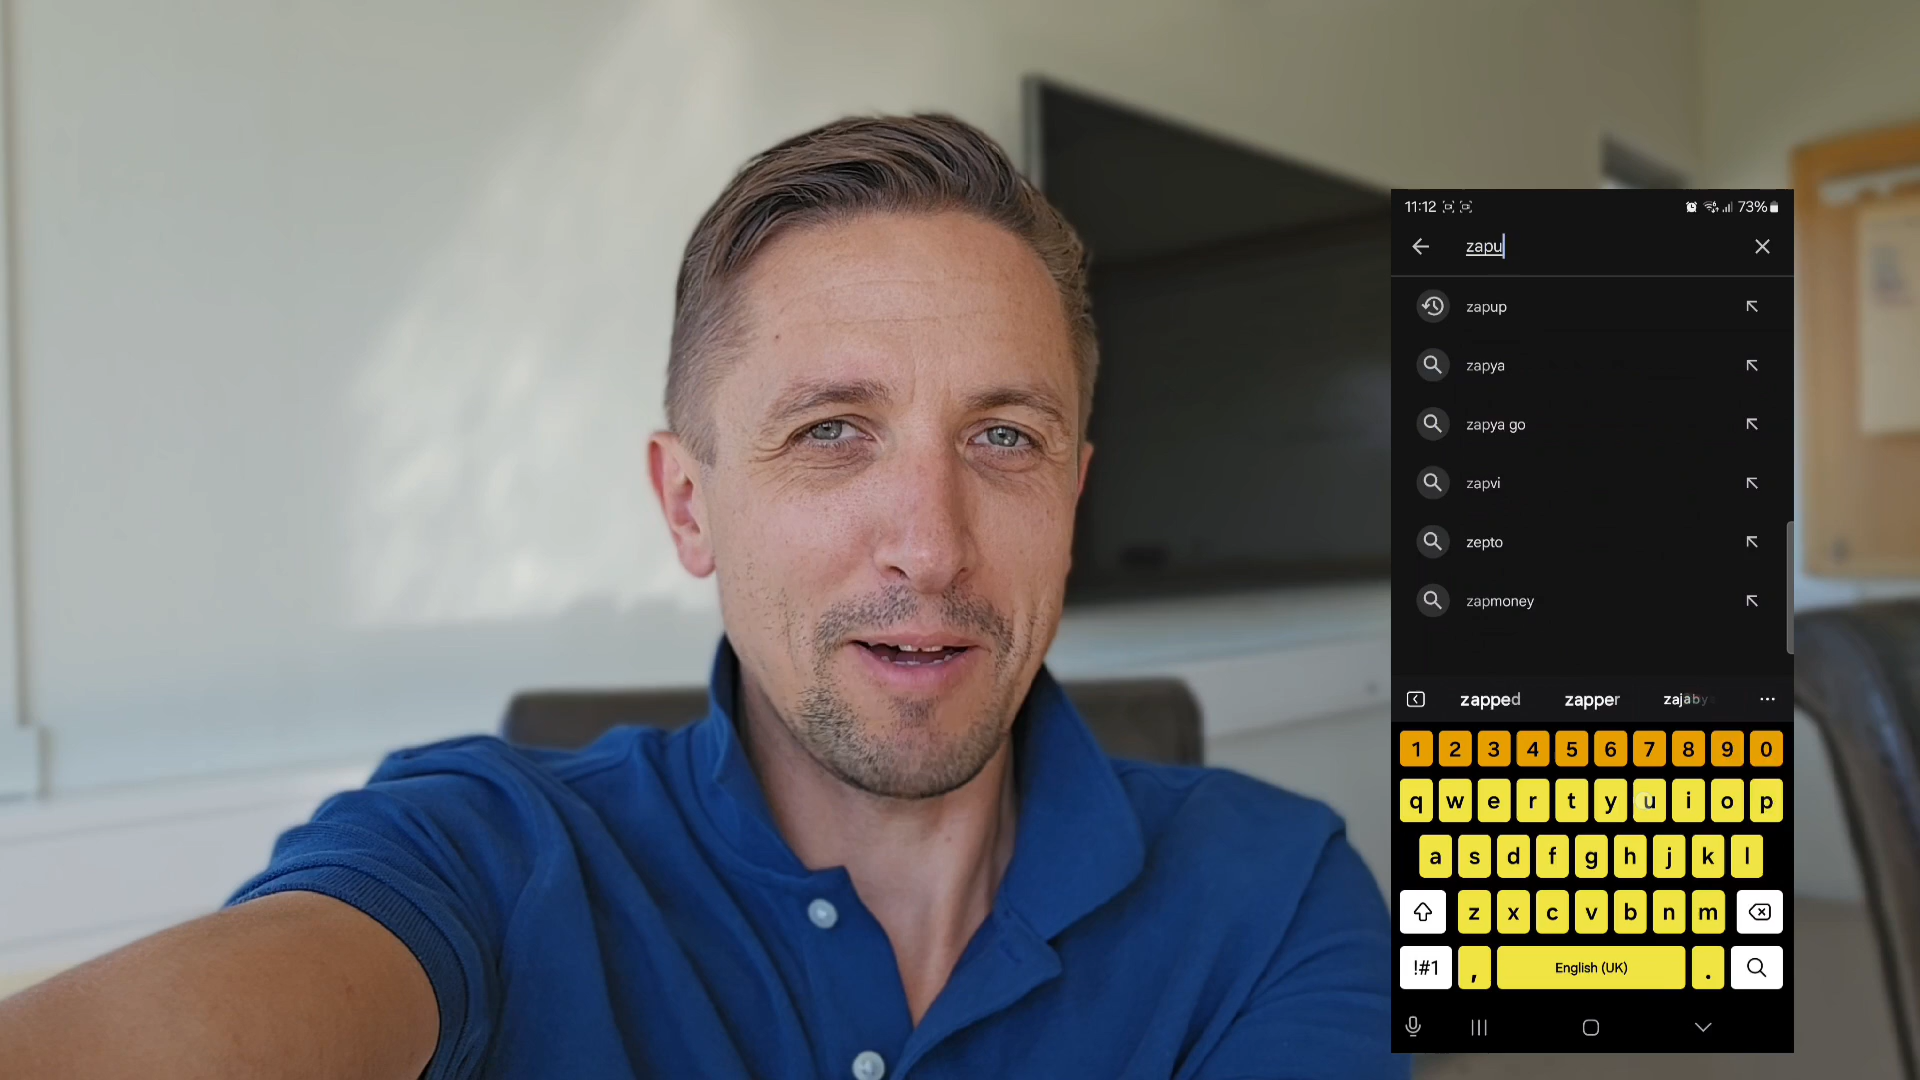 11:12 73%
zapu
zapup
zapya
zapya go
zapvi
zepto
zapmoney
zapped zapper zajaby
1 2 3 4 5 6 7 8 9 0
q w e r t y u i o p
a s d f g h j k l
z x c v b n m
!#1 , English (UK) .